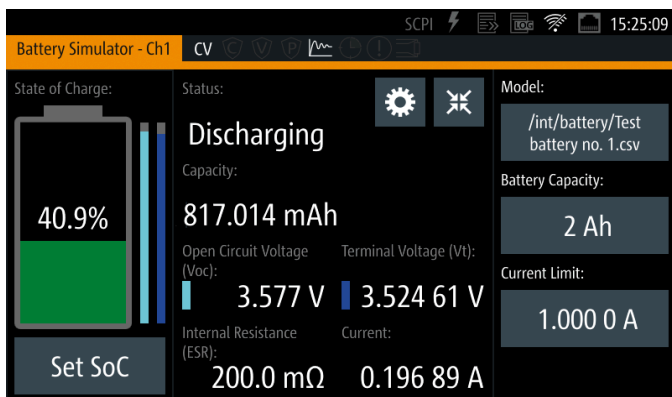 SCPI LOG 15:25:09
Battery Simulator - Ch1 CV C V P
State of Charge:
40.9%
Set SoC
Status:
Discharging
Capacity:
817.014 mAh
Open Circuit Voltage
(Voc):
3.577 V
Terminal Voltage (Vt):
3.524 61 V
Internal Resistance
(ESR):
200.0 mΩ
Current:
0.196 89 A
Model:
/int/battery/Test
battery no. 1.csv
Battery Capacity:
2 Ah
Current Limit:
1.000 0 A